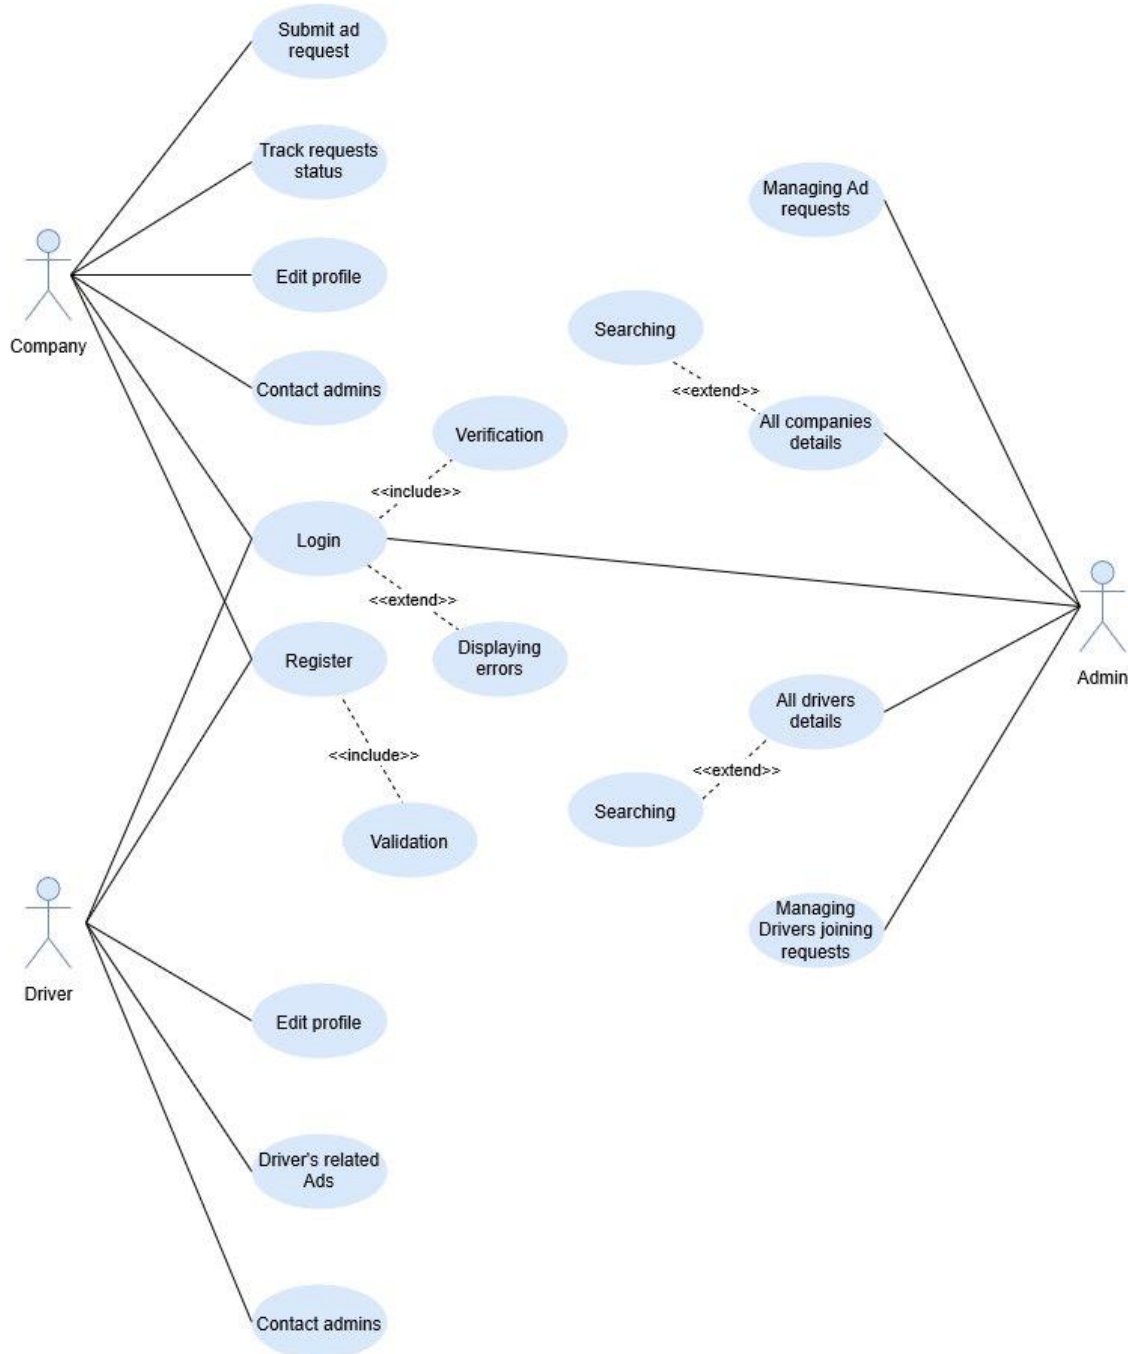 Submit ad
request
Track requests
status
Managing Ad
requests
Edit profile
Searching
Company
<<extend>>
Contact admins
All companies
details
Verification
<<include>>
Login
<<extend>>
Displaying
errors
Register
Admin
All drivers
details
<<include>>
<<extend>>
Searching
Validation
Managing
Drivers joining
requests
Driver
Edit profile
Driver's related
Ads
Contact admins